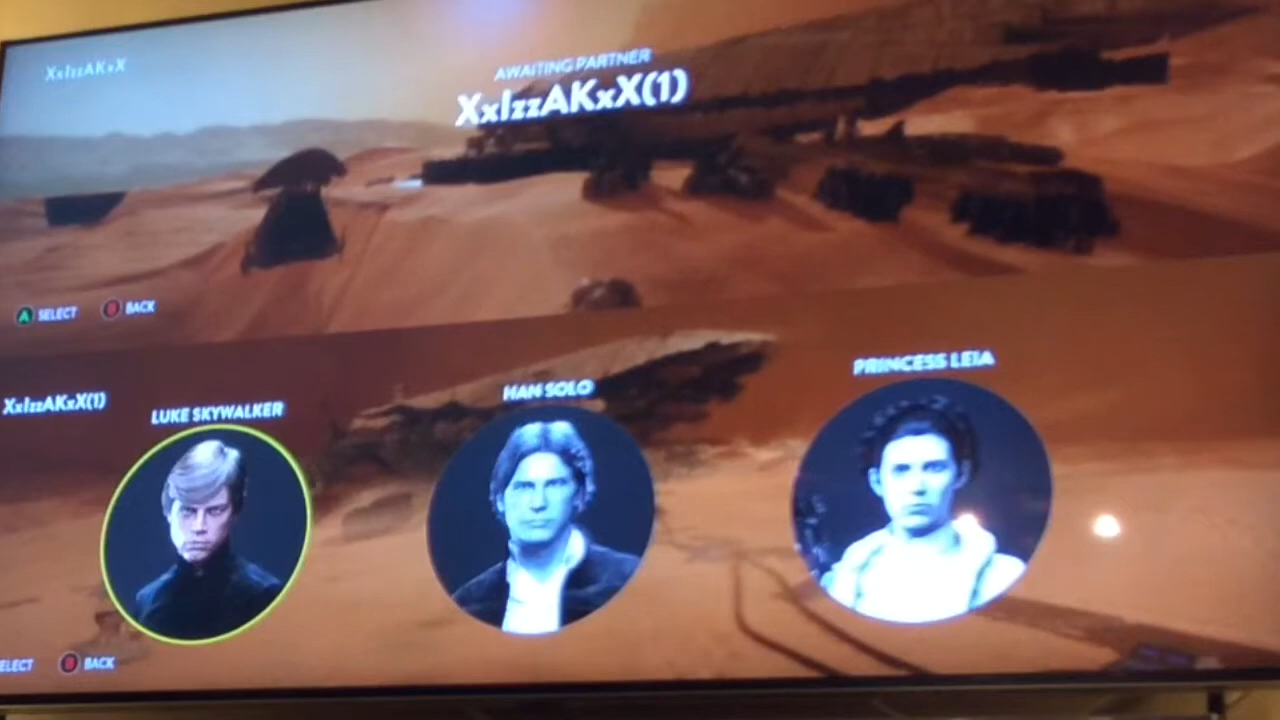 XxIzzAKxX
AWAITING PARTNER
XxIzzAKxX(1)
A SELECT B BACK
XxIzzAKxX(1)
LUKE SKYWALKER
HAN SOLO
PRINCESS LEIA
ELECT B BACK